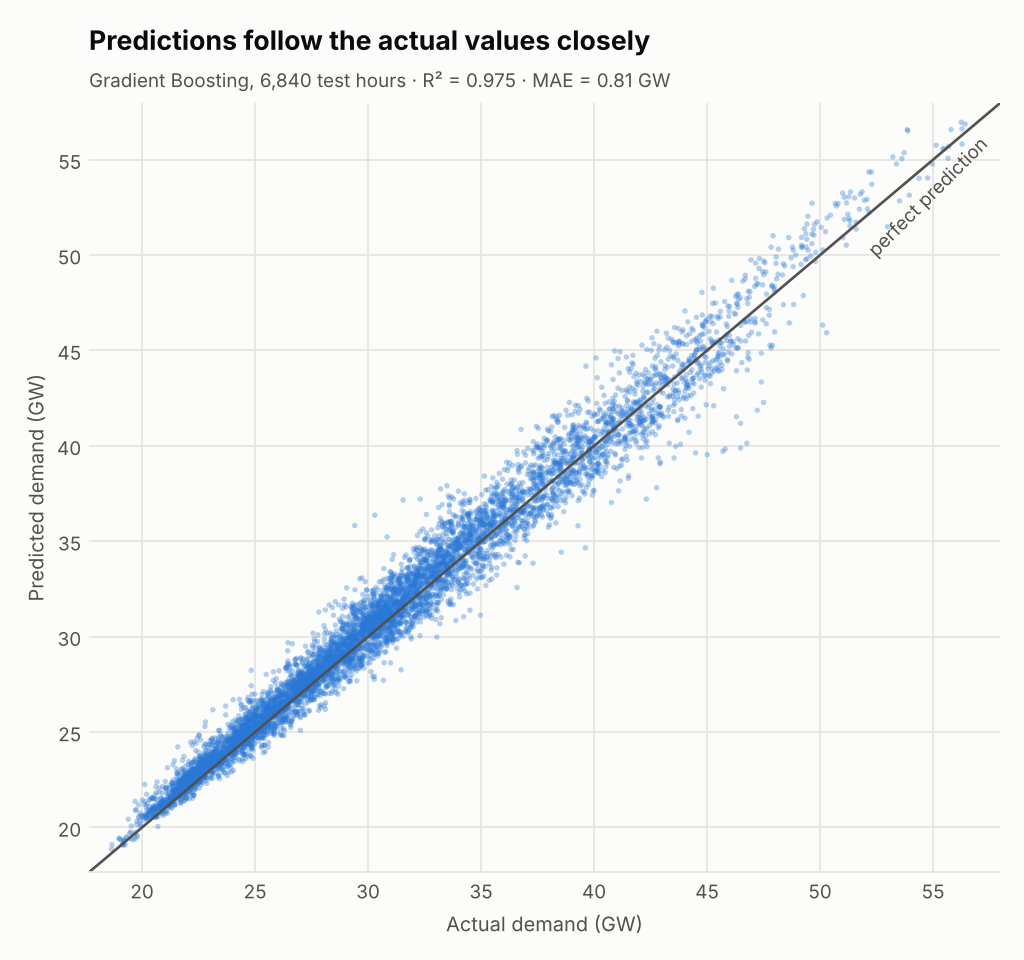 Predictions follow the actual values closely
Gradient Boosting, 6,840 test hours · R² = 0.975 · MAE = 0.81 GW
perfect prediction
Predicted demand (GW)
55
50
45
40
35
30
25
20
20 25 30 35 40 45 50 55
Actual demand (GW)